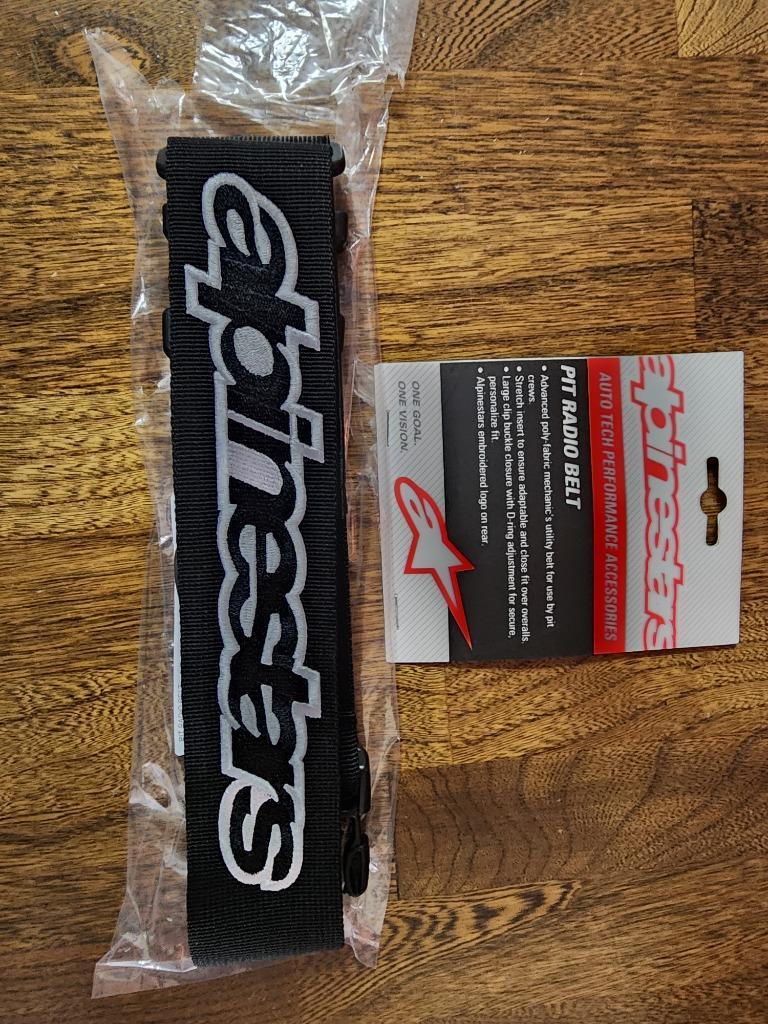 alpinestars
alpinestars
AUTO TECH PERFORMANCE ACCESSORIES
PIT RADIO BELT
• Advanced poly-fabric mechanic's utility belt for use by pit
crews.
• Stretch insert to ensure adaptable and close fit over overalls.
• Large clip buckle closure with D-ring adjustment for secure,
personalize fit.
• Alpinestars embroidered logo on rear.
ONE GOAL.
ONE VISION.